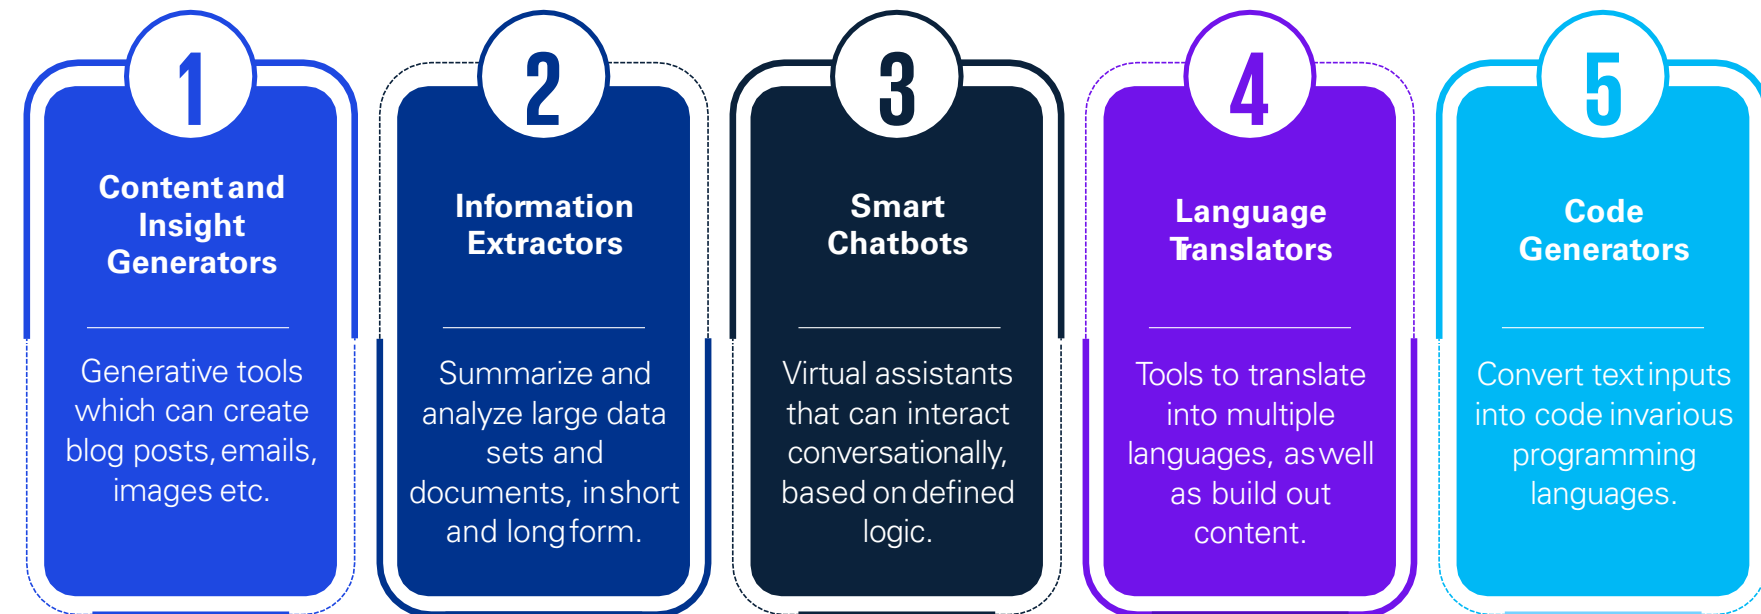 1
Content and
Insight
Generators
Generative tools
which can create
blog posts, emails,
images etc.
2
Information
Extractors
Summarize and
analyze large data
sets and
documents, in short
and long form.
3
Smart
Chatbots
Virtual assistants
that can interact
conversationally,
based on defined
logic.
4
Language
Translators
Tools to translate
into multiple
languages, as well
as build out
content.
5
Code
Generators
Convert text inputs
into code invarious
programming
languages.